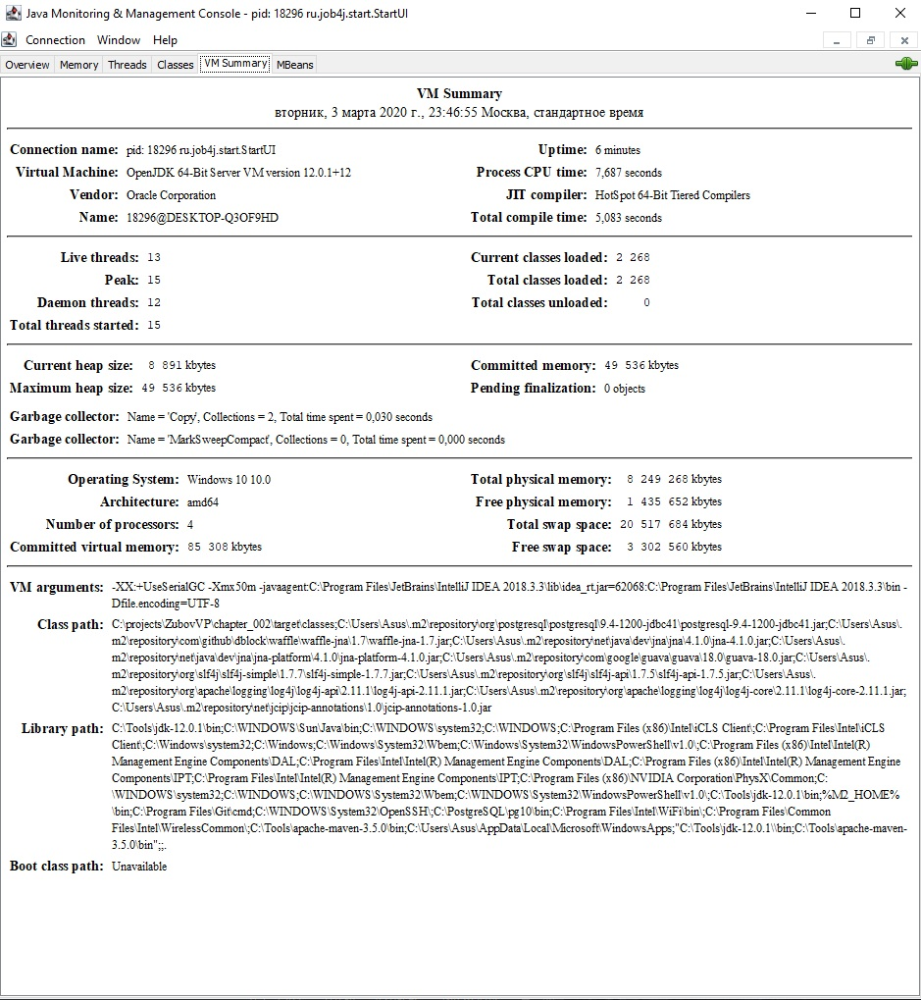 Java Monitoring & Management Console - pid: 18296 ru.job4j.start.StartUI
Connection Window Help
Overview Memory Threads Classes VM Summary MBeans
VM Summary
вторник, 3 марта 2020 г., 23:46:55 Москва, стандартное время
Connection name: pid: 18296 ru.job4j.start.StartUI Uptime: 6 minutes
Virtual Machine: OpenJDK 64-Bit Server VM version 12.0.1+12 Process CPU time: 7,687 seconds
Vendor: Oracle Corporation JIT compiler: HotSpot 64-Bit Tiered Compilers
Name: 18296@DESKTOP-Q3OF9HD Total compile time: 5,083 seconds
Live threads: 13 Current classes loaded: 2 268
Peak: 15 Total classes loaded: 2 268
Daemon threads: 12 Total classes unloaded: 0
Total threads started: 15
Current heap size: 8 891 kbytes Committed memory: 49 536 kbytes
Maximum heap size: 49 536 kbytes Pending finalization: 0 objects
Garbage collector: Name = 'Copy', Collections = 2, Total time spent = 0,030 seconds
Garbage collector: Name = 'MarkSweepCompact', Collections = 0, Total time spent = 0,000 seconds
Operating System: Windows 10 10.0 Total physical memory: 8 249 268 kbytes
Architecture: amd64 Free physical memory: 1 435 652 kbytes
Number of processors: 4 Total swap space: 20 517 684 kbytes
Committed virtual memory: 85 308 kbytes Free swap space: 3 302 560 kbytes
VM arguments: -XX:+UseSerialGC -Xmx50m -javaagent:C:\Program Files\JetBrains\IntelliJ IDEA 2018.3.3\lib\idea_rt.jar=62068:C:\Program Files\JetBrains\IntelliJ IDEA 2018.3.3\bin -
Dfile.encoding=UTF-8
Class path: C:\projects\ZubovVP\chapter_002\target\classes;C:\Users\Asus\.m2\repository\org\postgresql\postgresql\9.4-1200-jdbc41\postgresql-9.4-1200-jdbc41.jar;C:\Users\Asus\.
m2\repository\com\github\dblock\waffle\waffle-jna\1.7\waffle-jna-1.7.jar;C:\Users\Asus\.m2\repository\net\java\dev\jna\jna\4.1.0\jna-4.1.0.jar;C:\Users\Asus\.
m2\repository\net\java\dev\jna\jna-platform\4.1.0\jna-platform-4.1.0.jar;C:\Users\Asus\.m2\repository\com\google\guava\guava\18.0\guava-18.0.jar;C:\Users\Asus\.
m2\repository\org\slf4j\slf4j-simple\1.7.7\slf4j-simple-1.7.7.jar;C:\Users\Asus\.m2\repository\org\slf4j\slf4j-api\1.7.5\slf4j-api-1.7.5.jar;C:\Users\Asus\.
m2\repository\org\apache\logging\log4j\log4j-api\2.11.1\log4j-api-2.11.1.jar;C:\Users\Asus\.m2\repository\org\apache\logging\log4j\log4j-core\2.11.1\log4j-core-2.11.1.jar;
C:\Users\Asus\.m2\repository\net\jcip\jcip-annotations\1.0\jcip-annotations-1.0.jar
Library path: C:\Tools\jdk-12.0.1\bin;C:\WINDOWS\Sun\Java\bin;C:\WINDOWS\system32;C:\WINDOWS;C:\Program Files (x86)\Intel\iCLS Client\;C:\Program Files\Intel\iCLS
Client\;C:\Windows\system32;C:\Windows;C:\Windows\System32\Wbem;C:\Windows\System32\WindowsPowerShell\v1.0\;C:\Program Files (x86)\Intel\Intel(R)
Management Engine Components\DAL;C:\Program Files\Intel\Intel(R) Management Engine Components\DAL;C:\Program Files (x86)\Intel\Intel(R) Management Engine
Components\IPT;C:\Program Files\Intel\Intel(R) Management Engine Components\IPT;C:\Program Files (x86)\NVIDIA Corporation\PhysX\Common;C:
\WINDOWS\system32;C:\WINDOWS;C:\WINDOWS\System32\Wbem;C:\WINDOWS\System32\WindowsPowerShell\v1.0\;C:\Tools\jdk-12.0.1\bin;%M2_HOME%
\bin;C:\Program Files\Git\cmd;C:\WINDOWS\System32\OpenSSH\;C:\PostgreSQL\pg10\bin;C:\Program Files\Intel\WiFi\bin\;C:\Program Files\Common
Files\Intel\WirelessCommon\;C:\Tools\apache-maven-3.5.0\bin;C:\Users\Asus\AppData\Local\Microsoft\WindowsApps;"C:\Tools\jdk-12.0.1\\bin;C:\Tools\apache-maven-
3.5.0\bin";;.
Boot class path: Unavailable